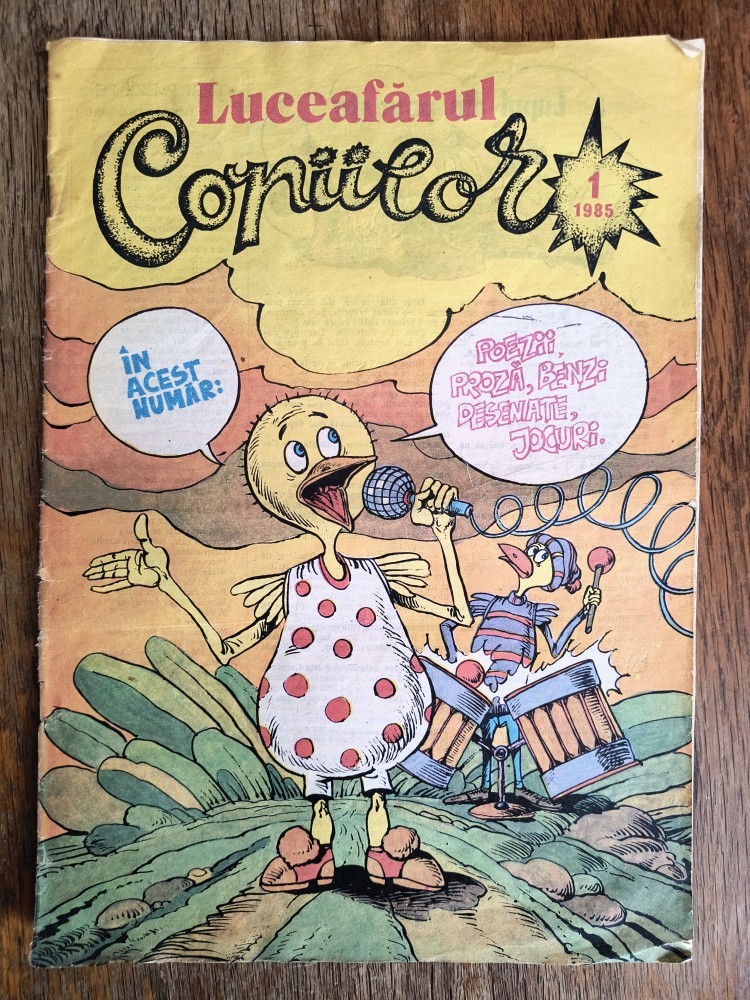 Luceafărul
Copiilor
1
1985
ÎN
ACEST
NUMĂR:
POEZII,
PROZĂ, BENZI
DESENATE,
JOCURI.